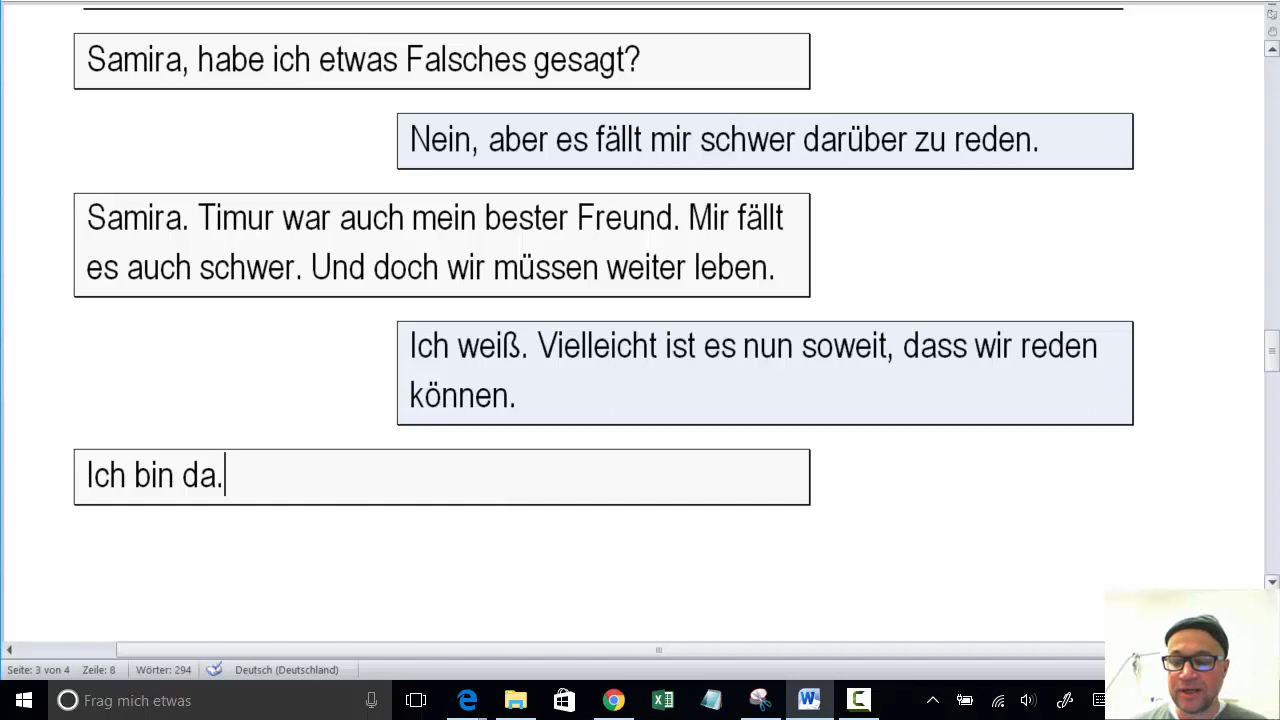 Samira, habe ich etwas Falsches gesagt?
Nein, aber es fällt mir schwer darüber zu reden.
Samira. Timur war auch mein bester Freund. Mir fällt
es auch schwer. Und doch wir müssen weiter leben.
Ich weiß. Vielleicht ist es nun soweit, dass wir reden
können.
Ich bin da.
Seite: 3 von 4 Zeile: 8 Wörter: 294 Deutsch (Deutschland)
Frag mich etwas